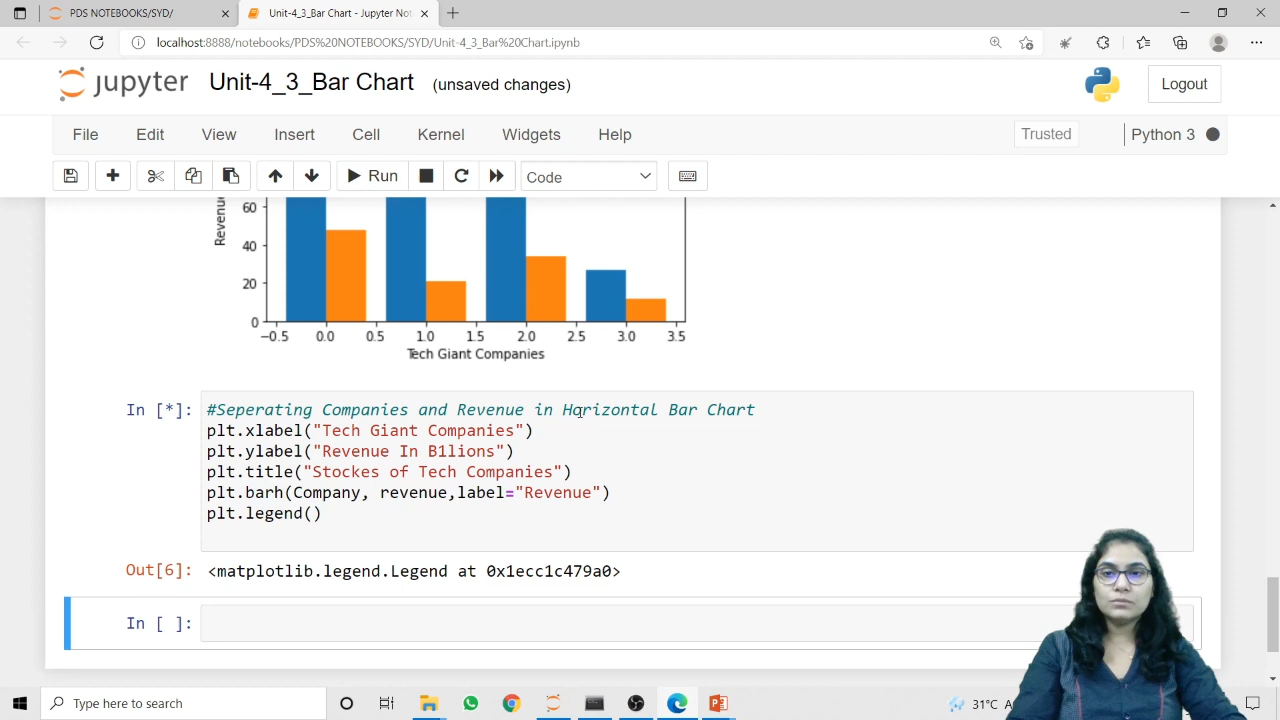 PDS NOTEBOOKS/SYD/
Unit-4_3_Bar Chart - Jupyter Not
localhost:8888/notebooks/PDS%20NOTEBOOKS/SYD/Unit-4_3_Bar%20Chart.ipynb
jupyter Unit-4_3_Bar Chart (unsaved changes) Logout
File Edit View Insert Cell Kernel Widgets Help Trusted Python 3
Run Code
Revenue
60
40
20
0
−0.5 0.0 0.5 1.0 1.5 2.0 2.5 3.0 3.5
Tech Giant Companies
In [*]: #Seperating Companies and Revenue in Horizontal Bar Chart
plt.xlabel("Tech Giant Companies")
plt.ylabel("Revenue In B1lions")
plt.title("Stockes of Tech Companies")
plt.barh(Company, revenue,label="Revenue")
plt.legend()
Out[6]: <matplotlib.legend.Legend at 0x1ecc1c479a0>
In [ ]:
Type here to search
31°C